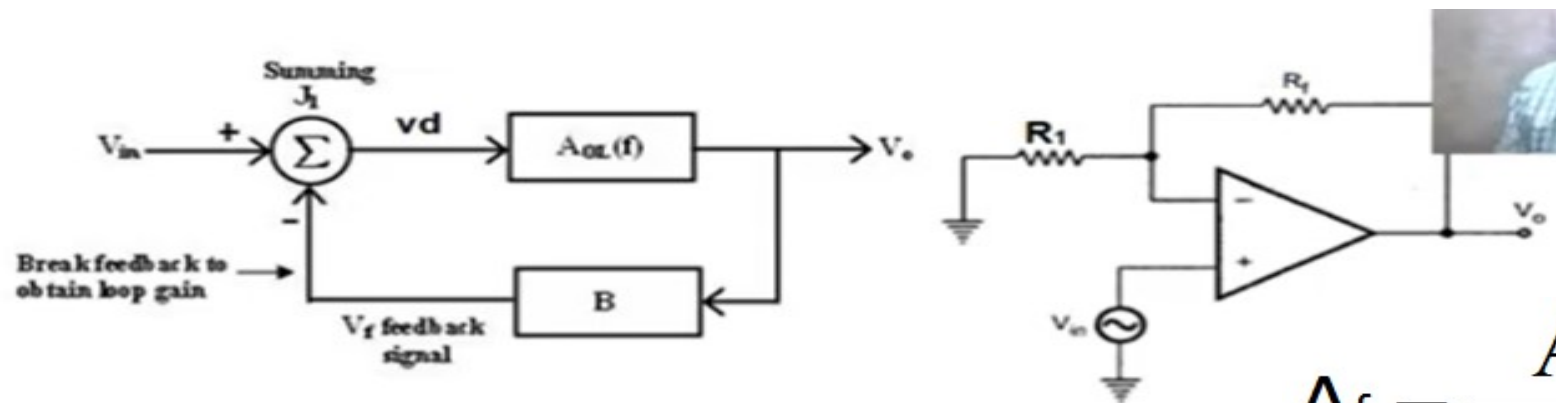 Summing
J1
Vin
+
Σ
vd
AOL(f)
Vo
-
Break feedback to
obtain loop gain
B
Vf feedback
signal
Rf
R1
-
+
Vo
Vin
A
Af =